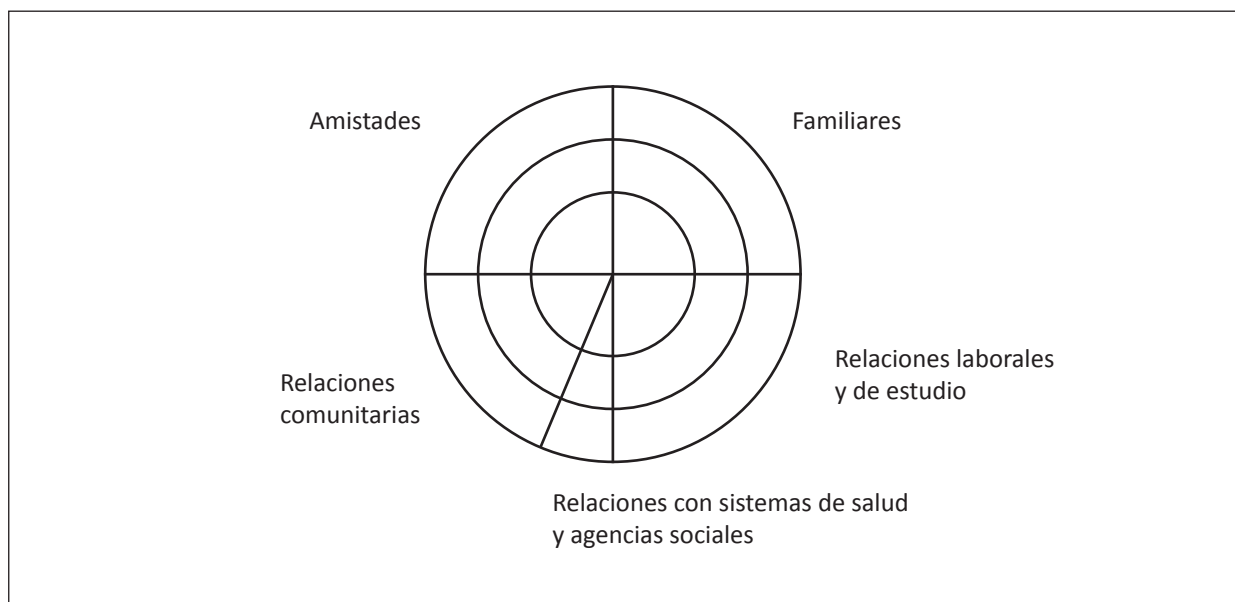 Amistades
Familiares
Relaciones laborales
y de estudio
Relaciones
comunitarias
Relaciones con sistemas de salud
y agencias sociales